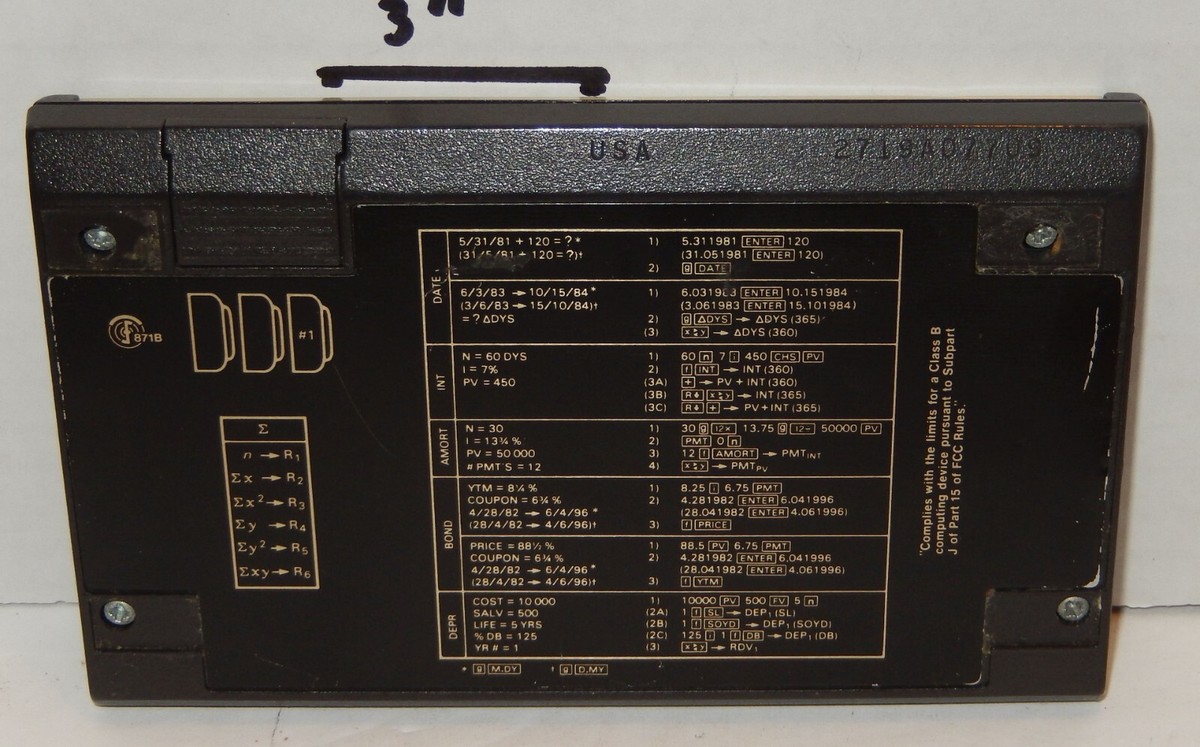 3"
USA 2719A07709
871B
#1
Σ
n → R1
Σx → R2
Σx² → R3
Σy → R4
Σy² → R5
Σxy → R6
DATE
5/31/81 + 120 = ?* 1) 5.311981 ENTER 120
(31/5/81 + 120 = ?)† (31.051981 ENTER 120)
2) g DATE
6/3/83 → 10/15/84* 1) 6.031983 ENTER 10.151984
(3/6/83 → 15/10/84)† (3.061983 ENTER 15.101984)
= ? ΔDYS 2) g ΔDYS → ΔDYS (365)
(3) x≷y → ΔDYS (360)
INT
N = 60 DYS 1) 60 n 7 i 450 CHS PV
I = 7% 2) f INT → INT (360)
PV = 450 (3A) + → PV + INT (360)
(3B) R↓ x≷y → INT (365)
(3C) R↓ + → PV+INT (365)
AMORT
N = 30 1) 30 g 12× 13.75 g 12÷ 50000 PV
I = 13¾ % 2) PMT 0 n
PV = 50 000 3) 12 f AMORT → PMT INT
# PMT'S = 12 4) x≷y → PMT PV
BOND
YTM = 8¼ % 1) 8.25 i 6.75 PMT
COUPON = 6¾ % 2) 4.281982 ENTER 6.041996
4/28/82 → 6/4/96 * (28.041982 ENTER 4.061996)
(28/4/82 → 4/6/96)† 3) f PRICE
PRICE = 88½ % 1) 88.5 PV 6.75 PMT
COUPON = 6¾ % 2) 4.281982 ENTER 6.041996
4/28/82 → 6/4/96 * (28.041982 ENTER 4.061996)
(28/4/82 → 4/6/96)† 3) f YTM
DEPR
COST = 10 000 1) 10000 PV 500 FV 5 n
SALV = 500 (2A) 1 f SL → DEP1 (SL)
LIFE = 5 YRS (2B) 1 f SOYD → DEP1 (SOYD)
% DB = 125 (2C) 125 i 1 f DB → DEP1 (DB)
YR # = 1 (3) x≷y → RDV1
* g M.DY † g D.MY
"Complies with the limits for a Class B
computing device pursuant to Subpart
J of Part 15 of FCC Rules."